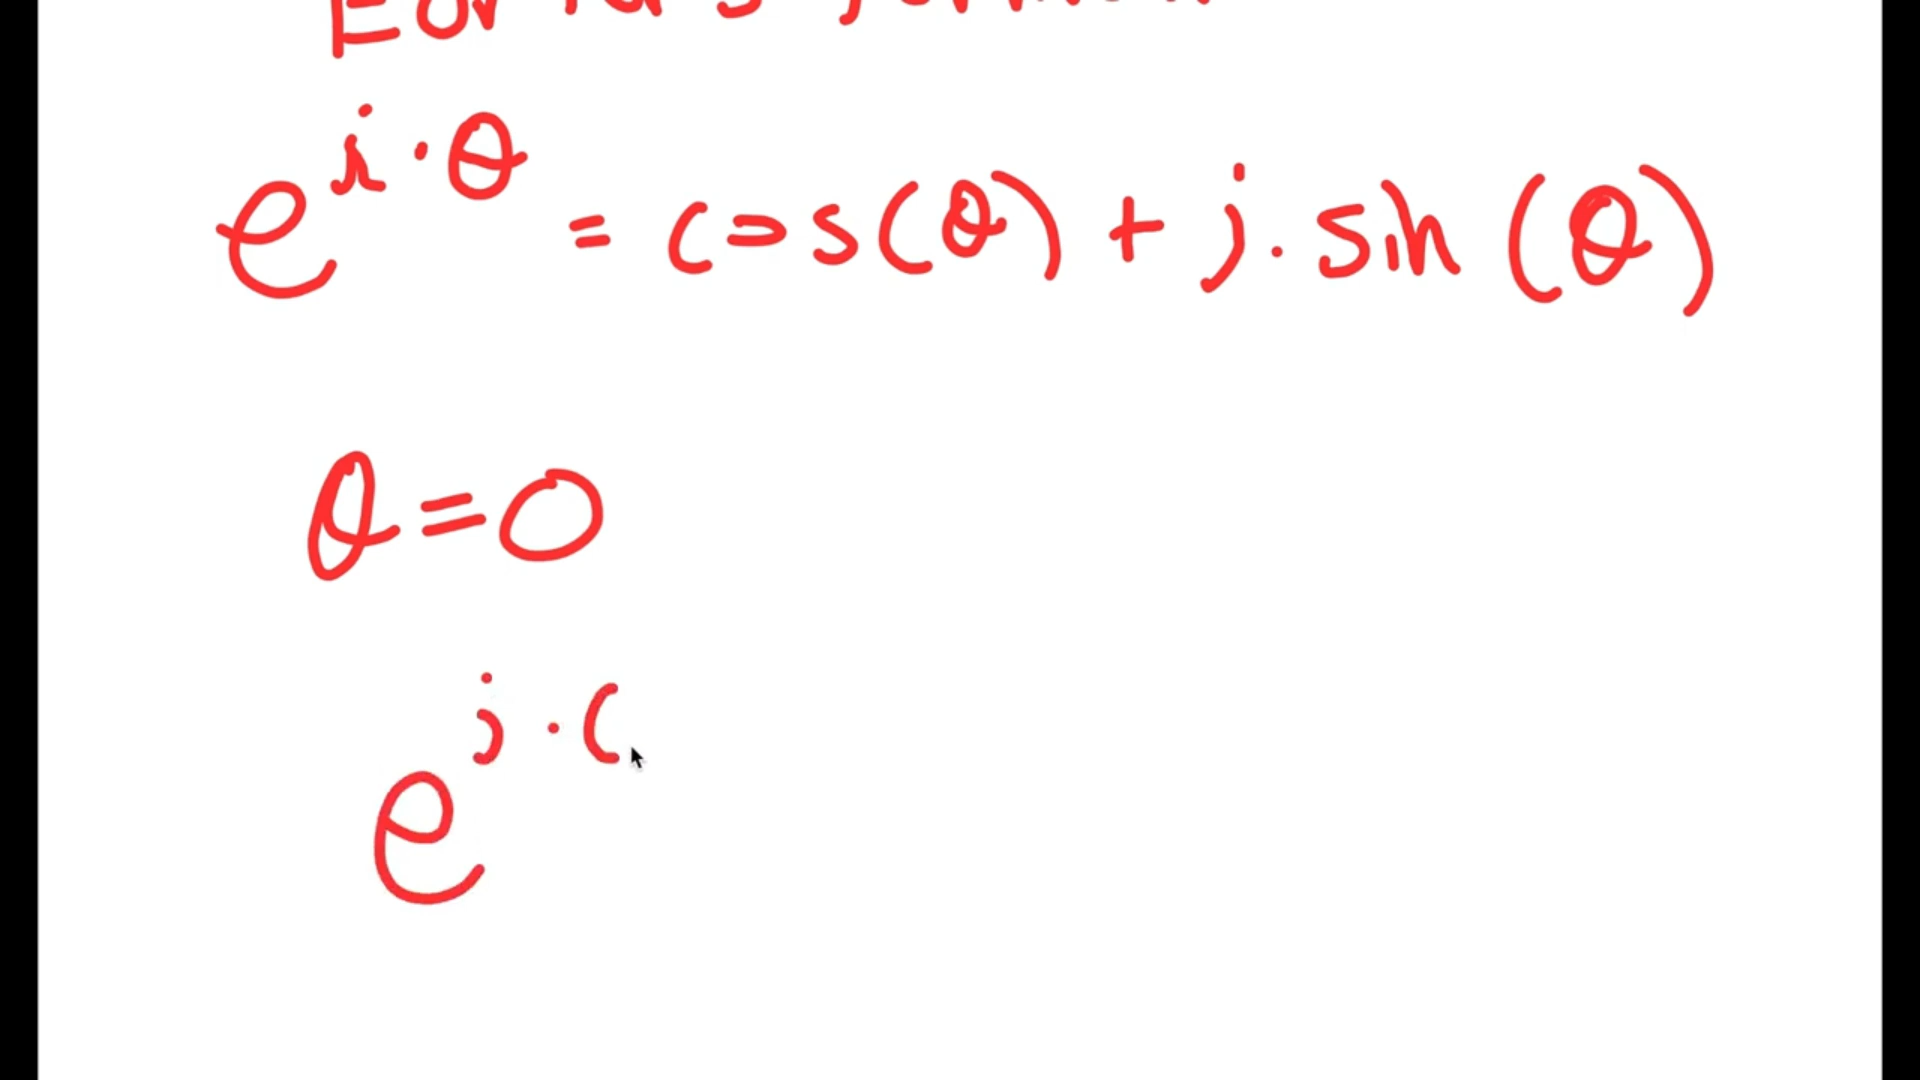 e^{i·θ} = cos(θ) + j·sin(θ)
θ=0
e^{j·(